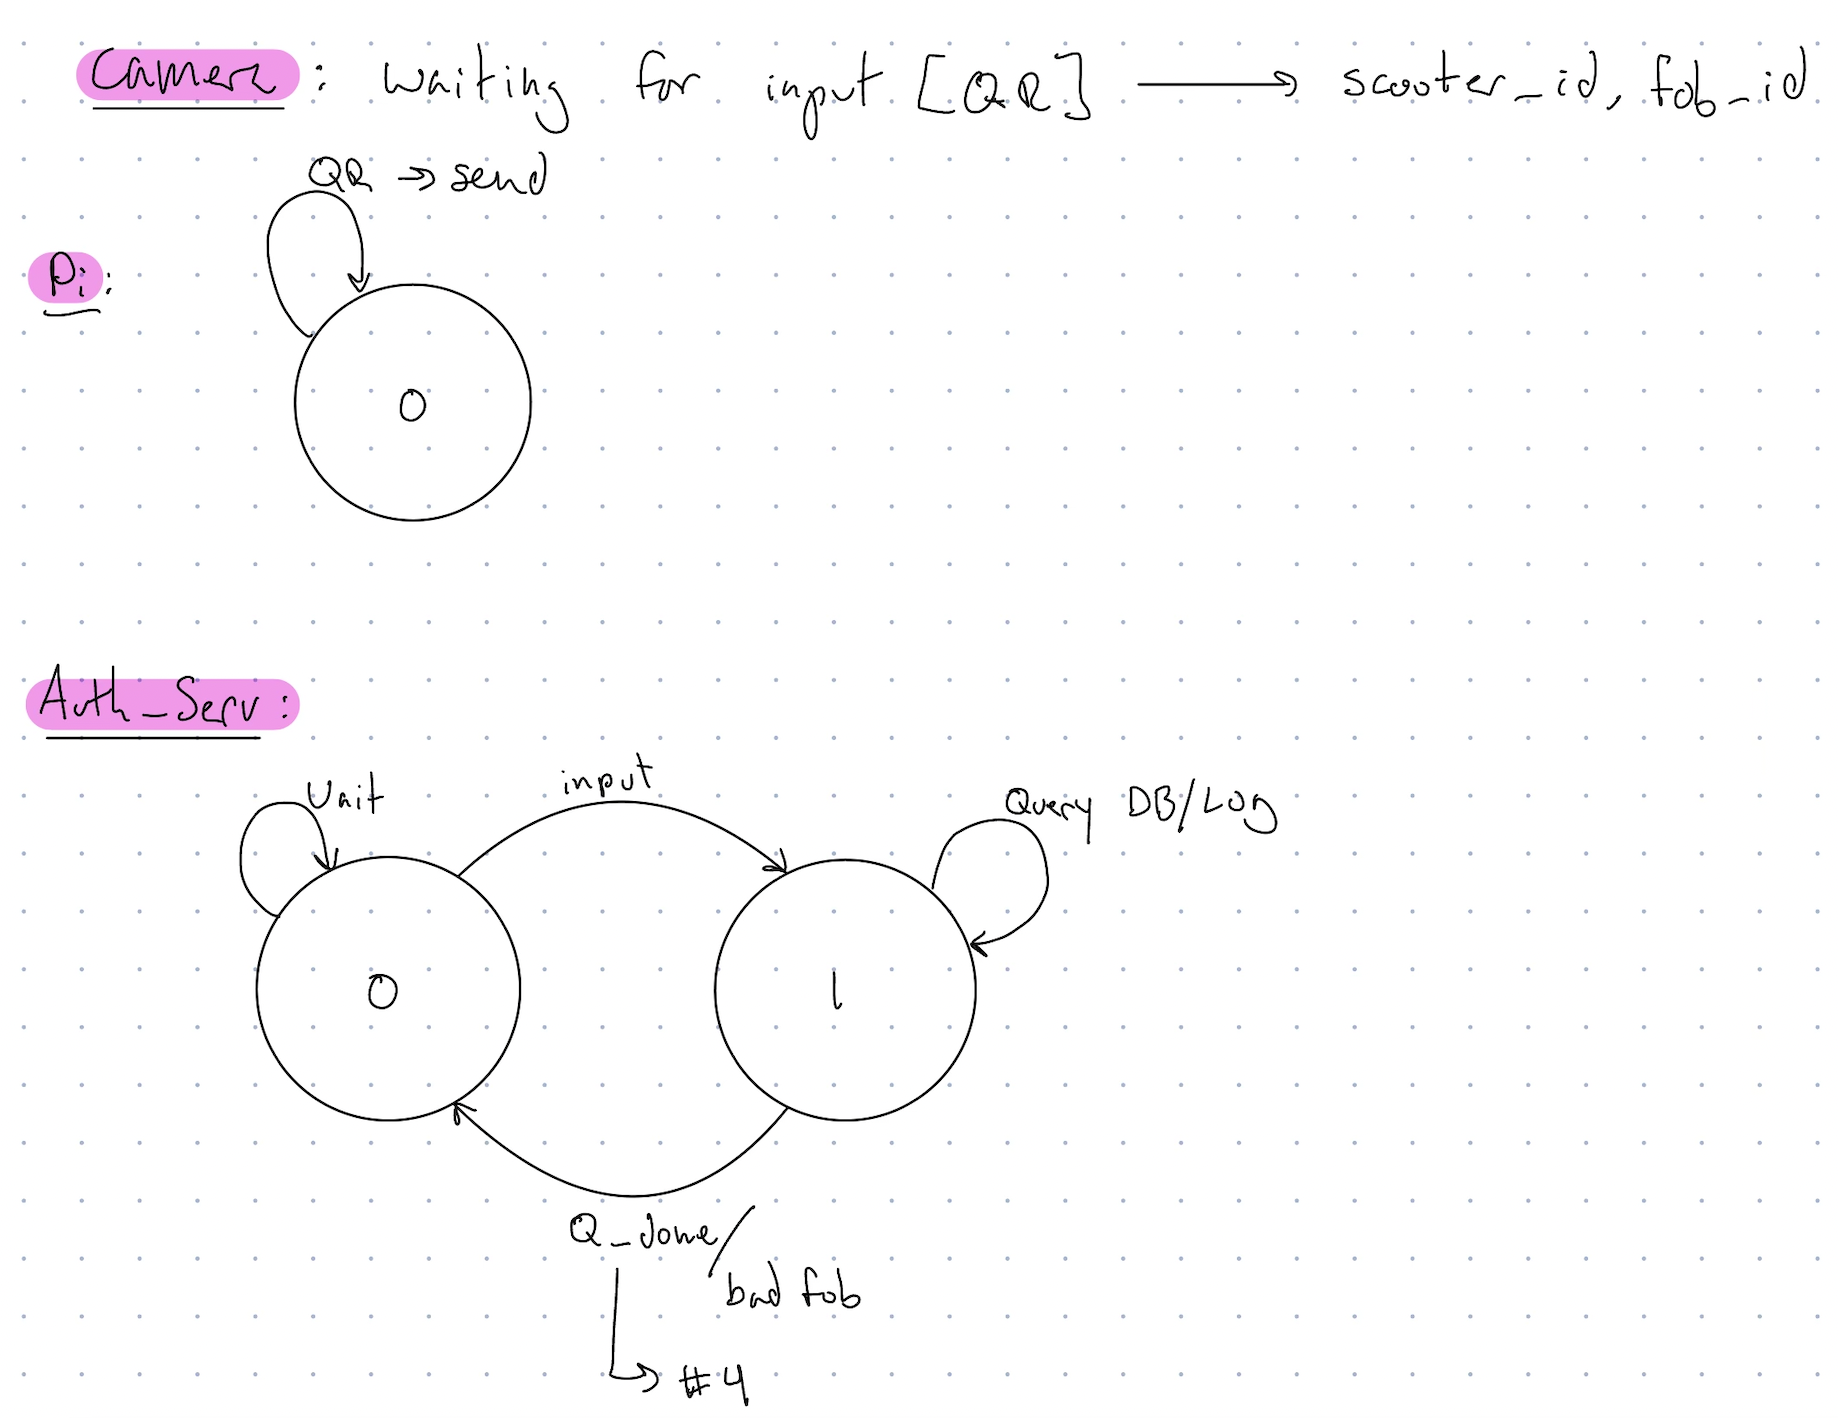 Camera: waiting for input [QR] → scooter_id, fob_id
QR → send
Pi:
0
Auth_Serv:
Wait
input
Query DB/Log
0
1
Q_done/
bad fob
#4